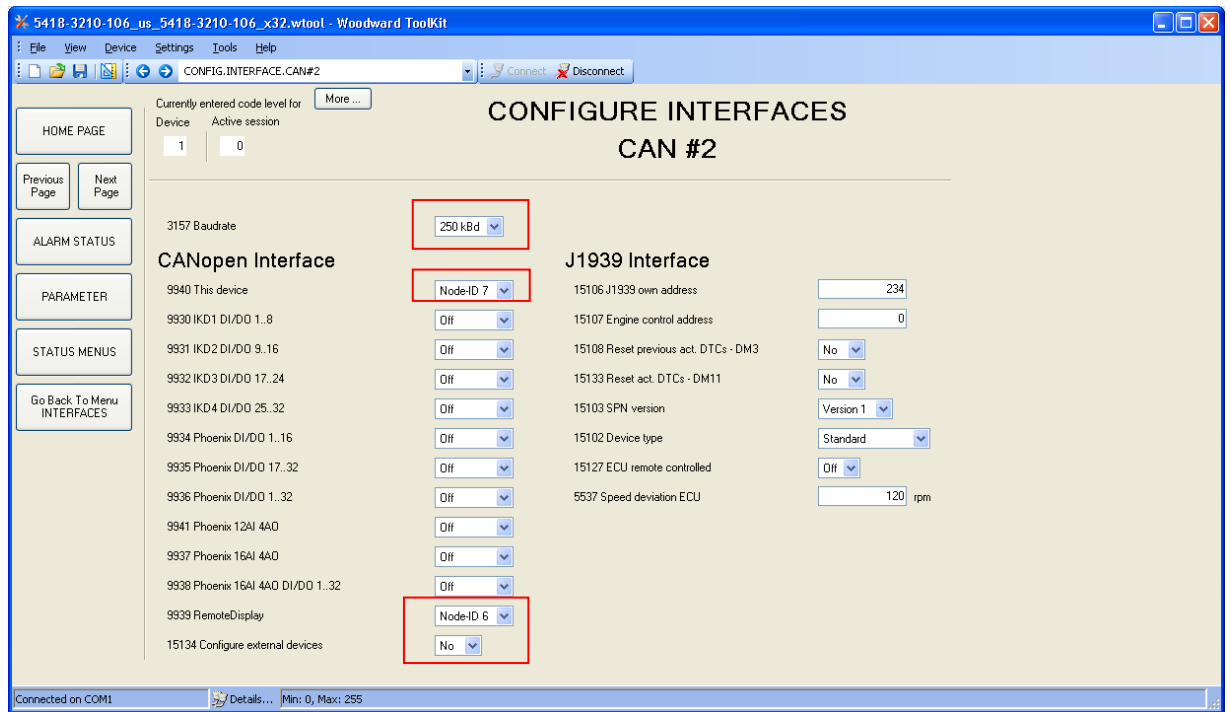 5418-3210-106_us_5418-3210-106_x32.wtool - Woodward ToolKit
File View Device Settings Tools Help
CONFIG.INTERFACE.CAN#2 Connect Disconnect
HOME PAGE
Previous Page
Next Page
ALARM STATUS
PARAMETER
STATUS MENUS
Go Back To Menu
INTERFACES
Currently entered code level for More ...
Device Active session
1 0
CONFIGURE INTERFACES
CAN #2
3157 Baudrate 250 kBd
CANopen Interface
9940 This device Node-ID 7
9930 IKD1 DI/DO 1..8 Off
9931 IKD2 DI/DO 9..16 Off
9932 IKD3 DI/DO 17..24 Off
9933 IKD4 DI/DO 25..32 Off
9934 Phoenix DI/DO 1..16 Off
9935 Phoenix DI/DO 17..32 Off
9936 Phoenix DI/DO 1..32 Off
9941 Phoenix 12AI 4AO Off
9937 Phoenix 16AI 4AO Off
9938 Phoenix 16AI 4AO DI/DO 1..32 Off
9939 RemoteDisplay Node-ID 6
15134 Configure external devices No
J1939 Interface
15106 J1939 own address 234
15107 Engine control address 0
15108 Reset previous act. DTCs - DM3 No
15133 Reset act. DTCs - DM11 No
15103 SPN version Version 1
15102 Device type Standard
15127 ECU remote controlled Off
5537 Speed deviation ECU 120 rpm
Connected on COM1 Details... Min: 0, Max: 255